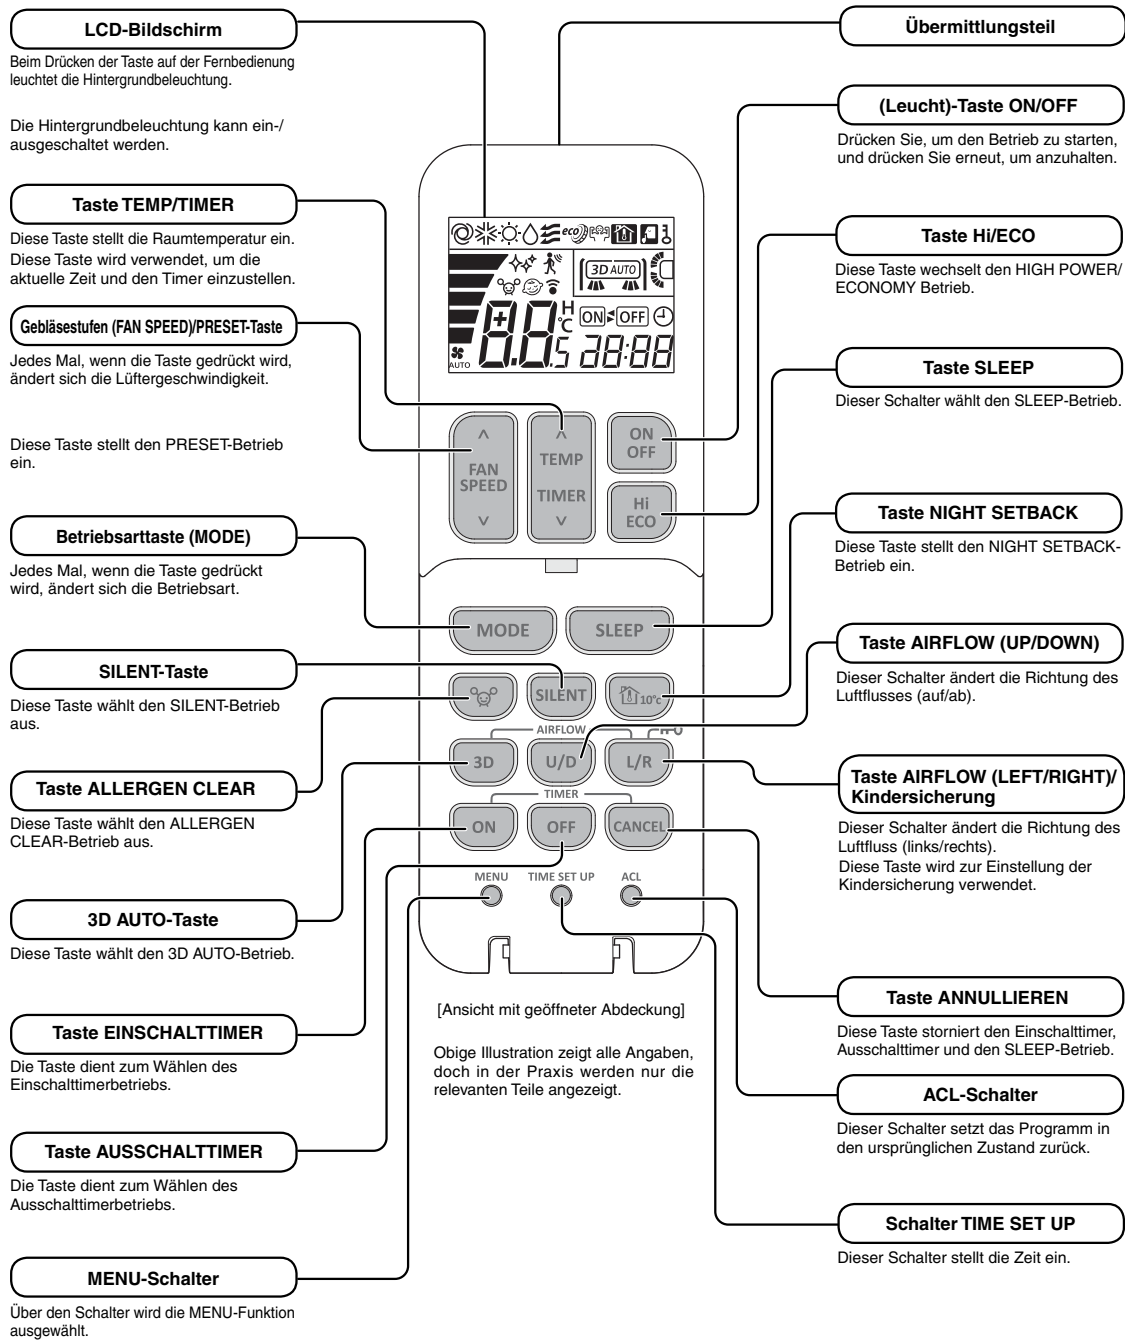 LCD-Bildschirm
Beim Drücken der Taste auf der Fernbedienung
leuchtet die Hintergrundbeleuchtung.
Die Hintergrundbeleuchtung kann ein-/
ausgeschaltet werden.
Taste TEMP/TIMER
Diese Taste stellt die Raumtemperatur ein.
Diese Taste wird verwendet, um die
aktuelle Zeit und den Timer einzustellen.
Gebläsestufen (FAN SPEED)/PRESET-Taste
Jedes Mal, wenn die Taste gedrückt wird,
ändert sich die Lüftergeschwindigkeit.
Diese Taste stellt den PRESET-Betrieb
ein.
Betriebsarttaste (MODE)
Jedes Mal, wenn die Taste gedrückt
wird, ändert sich die Betriebsart.
SILENT-Taste
Diese Taste wählt den SILENT-Betrieb
aus.
Taste ALLERGEN CLEAR
Diese Taste wählt den ALLERGEN
CLEAR-Betrieb aus.
3D AUTO-Taste
Diese Taste wählt den 3D AUTO-Betrieb.
Taste EINSCHALTTIMER
Die Taste dient zum Wählen des
Einschalttimerbetriebs.
Taste AUSSCHALTTIMER
Die Taste dient zum Wählen des
Ausschalttimerbetriebs.
MENU-Schalter
Über den Schalter wird die MENU-Funktion
ausgewählt.
eco
3D AUTO
H
°C
ON OFF
AUTO
8.8.5 28:88
FAN
SPEED
TEMP
TIMER
ON
OFF
Hi
ECO
MODE
SLEEP
SILENT
10°C
AIRFLOW
3D
U/D
L/R
TIMER
ON
OFF
CANCEL
MENU
TIME SET UP
ACL
[Ansicht mit geöffneter Abdeckung]
Obige Illustration zeigt alle Angaben,
doch in der Praxis werden nur die
relevanten Teile angezeigt.
Übermittlungsteil
(Leucht)-Taste ON/OFF
Drücken Sie, um den Betrieb zu starten,
und drücken Sie erneut, um anzuhalten.
Taste Hi/ECO
Diese Taste wechselt den HIGH POWER/
ECONOMY Betrieb.
Taste SLEEP
Dieser Schalter wählt den SLEEP-Betrieb.
Taste NIGHT SETBACK
Diese Taste stellt den NIGHT SETBACK-
Betrieb ein.
Taste AIRFLOW (UP/DOWN)
Dieser Schalter ändert die Richtung des
Luftflusses (auf/ab).
Taste AIRFLOW (LEFT/RIGHT)/
Kindersicherung
Dieser Schalter ändert die Richtung des
Luftfluss (links/rechts).
Diese Taste wird zur Einstellung der
Kindersicherung verwendet.
Taste ANNULLIEREN
Diese Taste storniert den Einschalttimer,
Ausschalttimer und den SLEEP-Betrieb.
ACL-Schalter
Dieser Schalter setzt das Programm in
den ursprünglichen Zustand zurück.
Schalter TIME SET UP
Dieser Schalter stellt die Zeit ein.